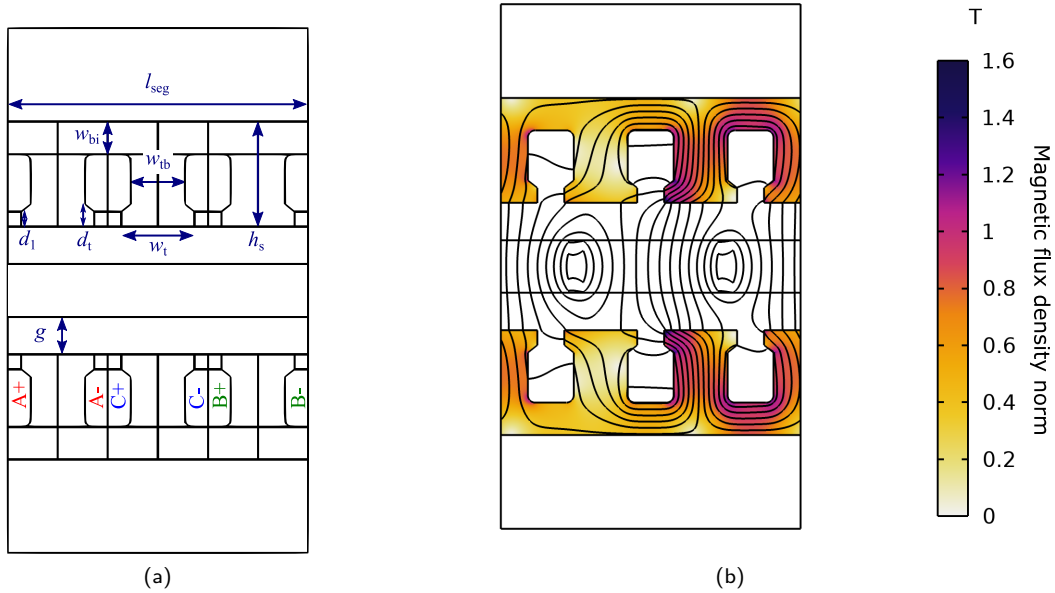 l_seg
w_bi
w_tb
d_l
d_t
w_t
h_s
g
A+
A-
C+
C-
B+
B-
(a)
T
1.6
1.4
1.2
1
0.8
0.6
0.4
0.2
0
Magnetic flux density norm
(b)